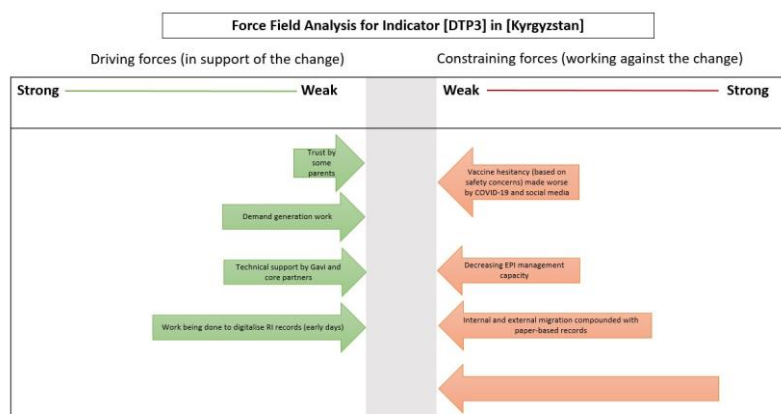 Force Field Analysis for Indicator [DTP3] in [Kyrgyzstan]
Driving forces (in support of the change)
Constraining forces (working against the change)
Strong
Weak
Weak
Strong
Trust by
some
parents
Vaccine hesitancy (based
on safety concerns) made worse
by COVID-19 and social media
Demand generation work
Technical support by Gavi and
core partners
Decreasing EPI management
capacity
Work being done to digitalise RI records (early days)
Internal and external migration compounded with
paper-based records